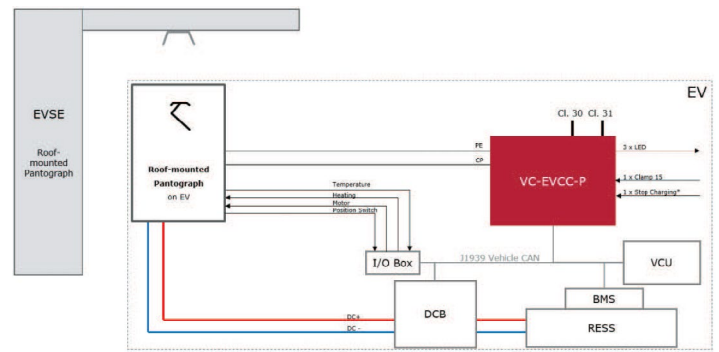 EVSE
Roof-
mounted
Pantograph
EV
Roof-mounted
Pantograph
on EV
Cl. 30 Cl. 31
PE
CP
VC-EVCC-P
3 x LED
1 x Clamp 15
1 x Stop Charging*
Temperature
Heating
Motor
Position Switch
I/O Box
J1939 Vehicle CAN
VCU
DCB
BMS
RESS
DC+
DC -